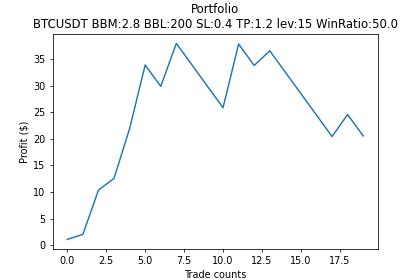 Portfolio
BTCUSDT BBM:2.8 BBL:200 SL:0.4 TP:1.2 lev:15 WinRatio:50.0
Profit ($)
35
30
25
20
15
10
5
0
0.0 2.5 5.0 7.5 10.0 12.5 15.0 17.5
Trade counts